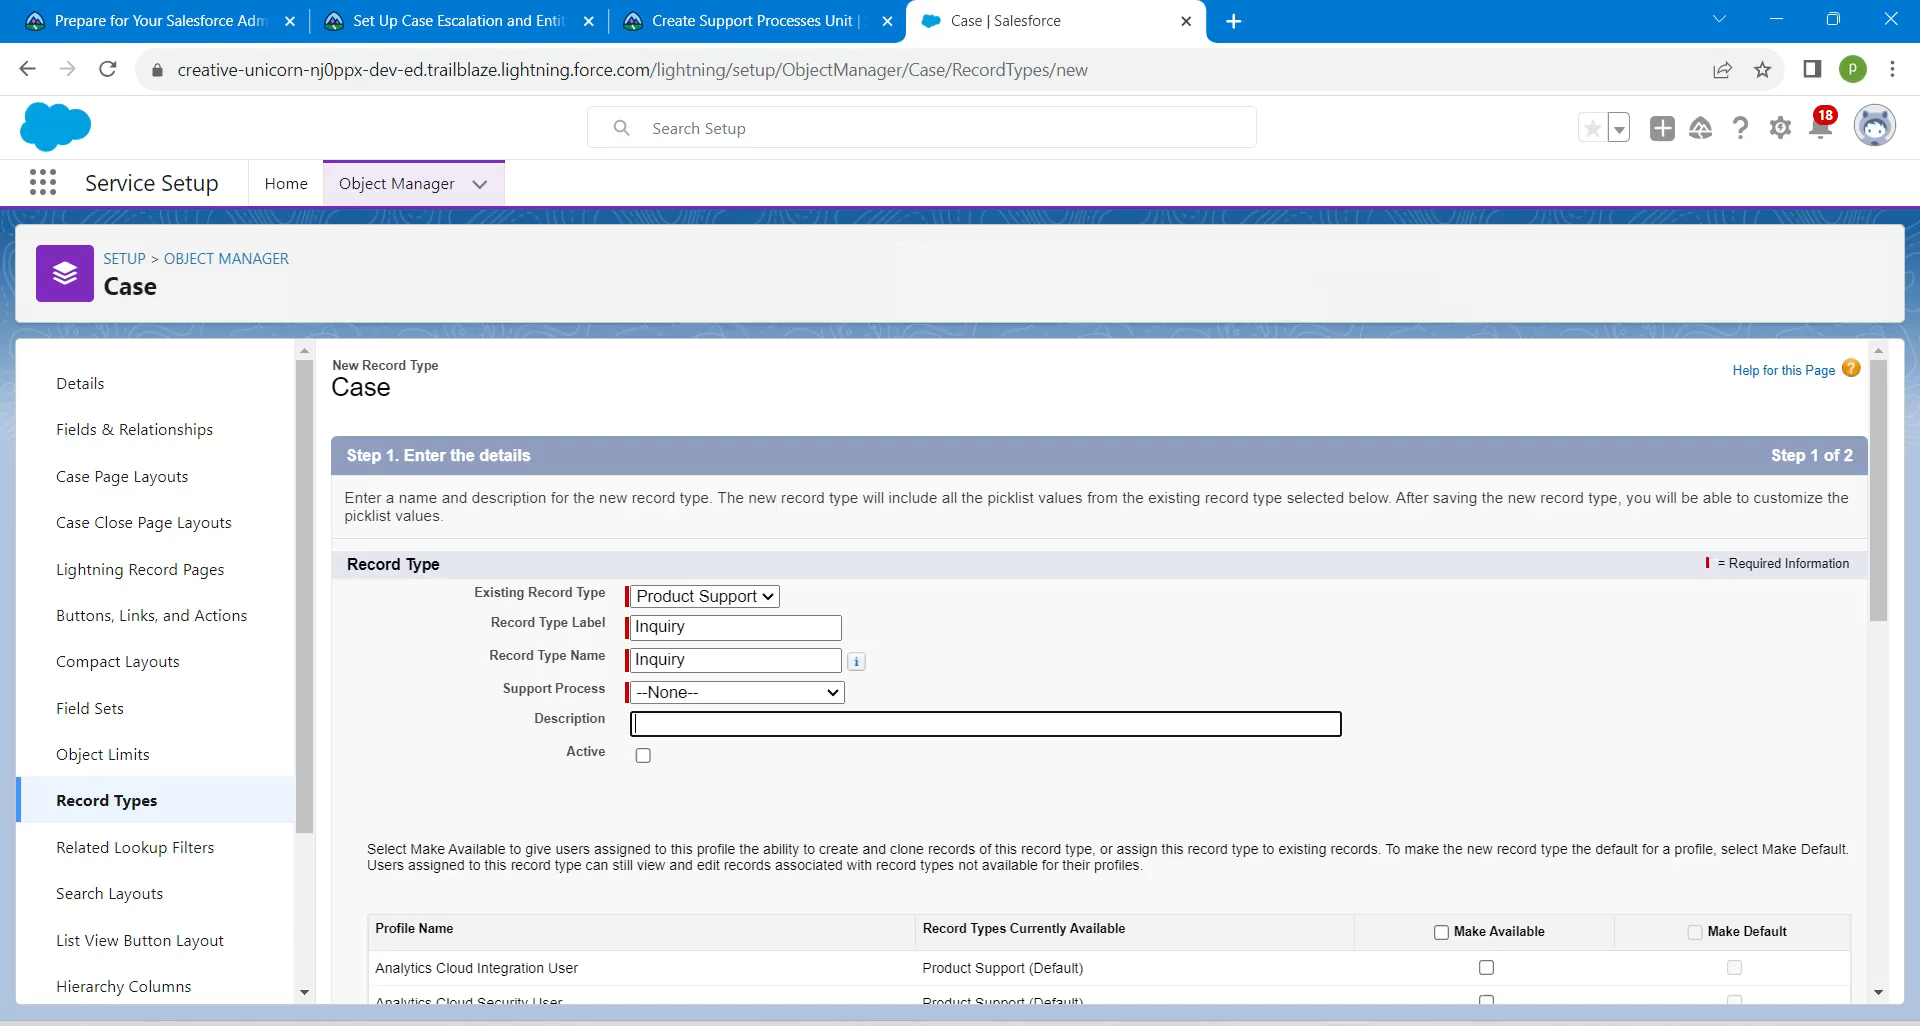 Prepare for Your Salesforce Adm
Set Up Case Escalation and Entit
Create Support Processes Unit |
Case | Salesforce
creative-unicorn-nj0ppx-dev-ed.trailblaze.lightning.force.com/lightning/setup/ObjectManager/Case/RecordTypes/new
p
Search Setup
18
Service Setup
Home
Object Manager
SETUP > OBJECT MANAGER
Case
Details
Fields & Relationships
Case Page Layouts
Case Close Page Layouts
Lightning Record Pages
Buttons, Links, and Actions
Compact Layouts
Field Sets
Object Limits
Record Types
Related Lookup Filters
Search Layouts
List View Button Layout
Hierarchy Columns
New Record Type
Case
Help for this Page ?
Step 1. Enter the details
Step 1 of 2
Enter a name and description for the new record type. The new record type will include all the picklist values from the existing record type selected below. After saving the new record type, you will be able to customize the
picklist values.
Record Type
= Required Information
Existing Record Type Product Support
Record Type Label Inquiry
Record Type Name Inquiry i
Support Process --None--
Description
Active
Select Make Available to give users assigned to this profile the ability to create and clone records of this record type, or assign this record type to existing records. To make the new record type the default for a profile, select Make Default.
Users assigned to this record type can still view and edit records associated with record types not available for their profiles.
Profile Name Record Types Currently Available Make Available Make Default
Analytics Cloud Integration User Product Support (Default)
Analytics Cloud Security User Product Support (Default)